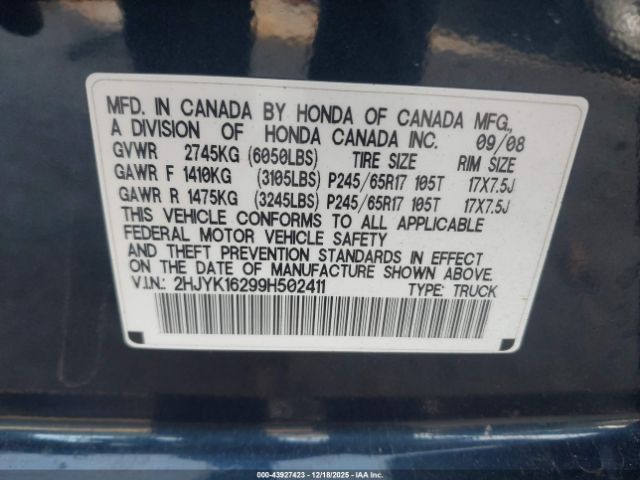 MFD. IN CANADA BY HONDA OF CANADA MFG.,
A DIVISION OF HONDA CANADA INC. 09/08
GVWR 2745KG (6050LBS) TIRE SIZE RIM SIZE
GAWR F 1410KG (3105LBS) P245/65R17 105T 17X7.5J
GAWR R 1475KG (3245LBS) P245/65R17 105T 17X7.5J
THIS VEHICLE CONFORMS TO ALL APPLICABLE
FEDERAL MOTOR VEHICLE SAFETY
AND THEFT PREVENTION STANDARDS IN EFFECT
ON THE DATE OF MANUFACTURE SHOWN ABOVE.
V.I.N.: 2HJYK16299H502411 TYPE: TRUCK
000-43927423 - 12/18/2025 - IAA Inc.